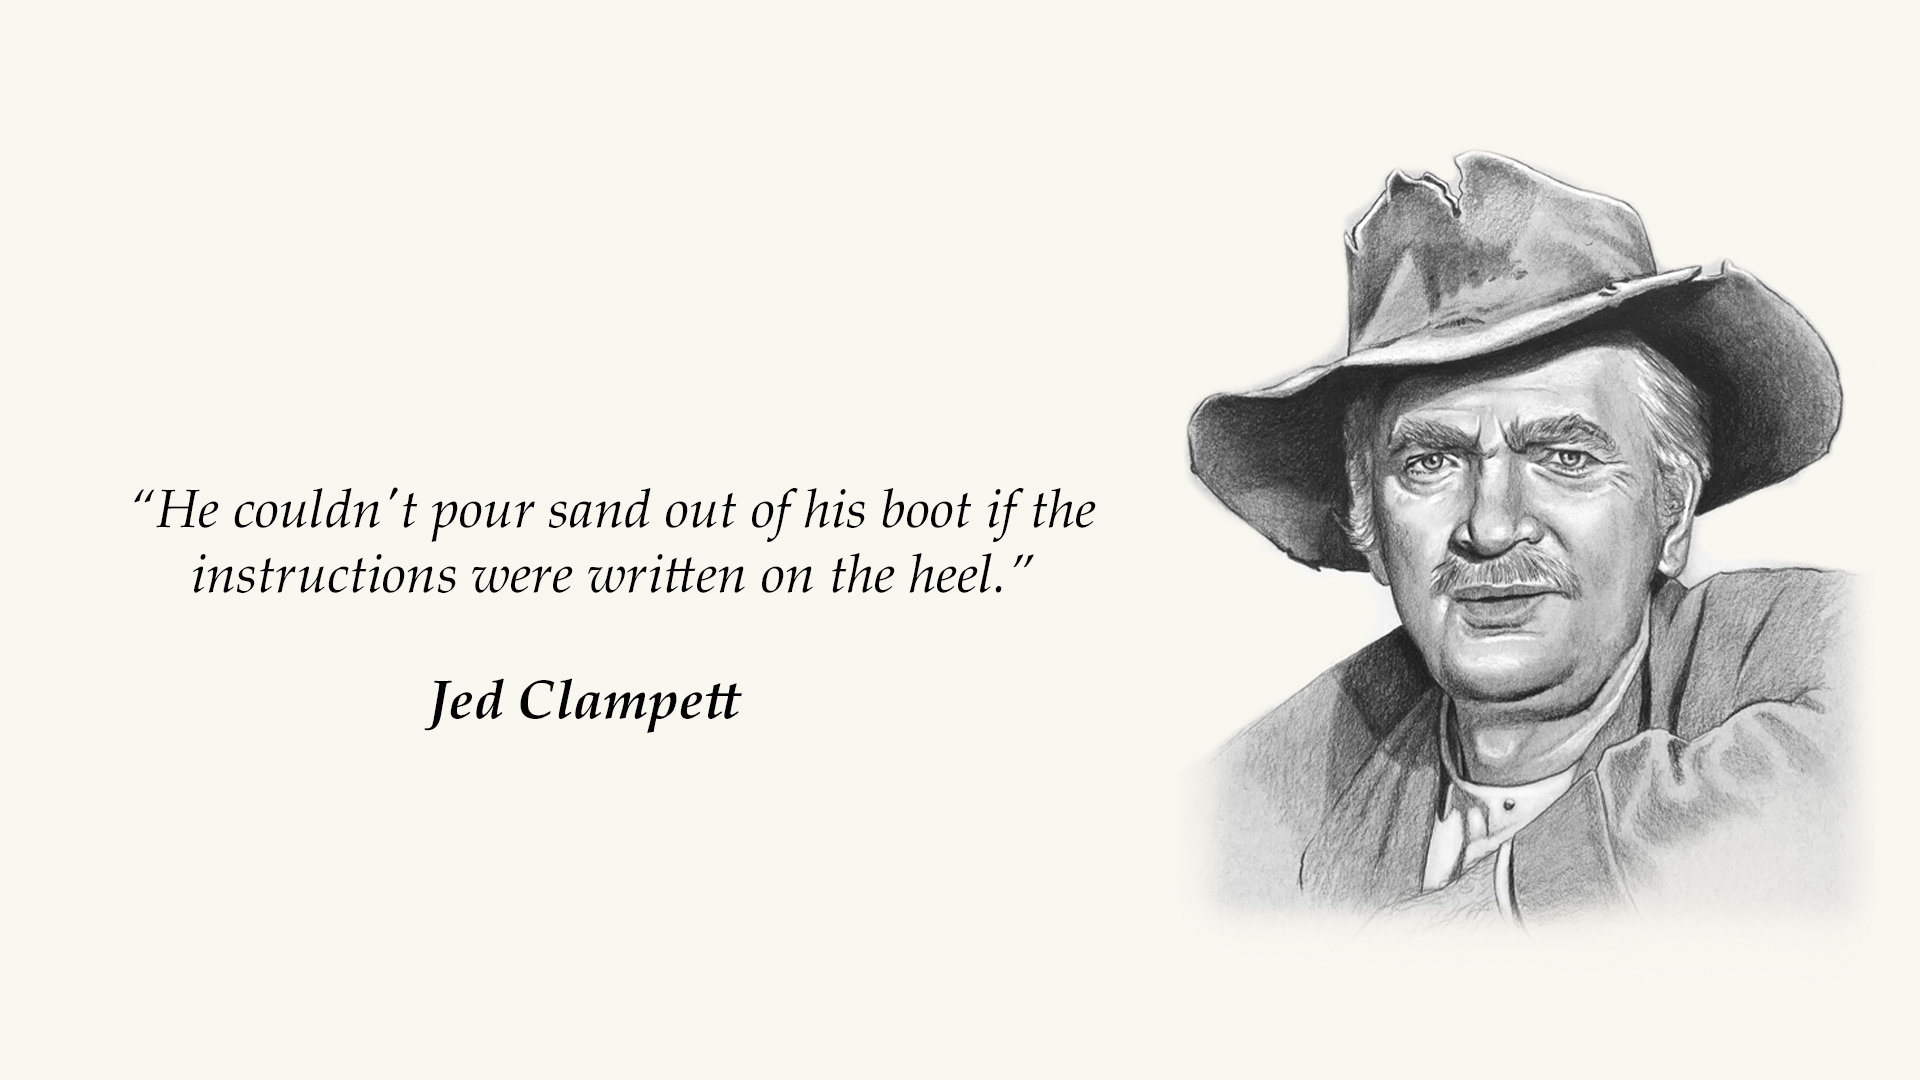 “He couldn't pour sand out of his boot if the
instructions were written on the heel.”
Jed Clampett